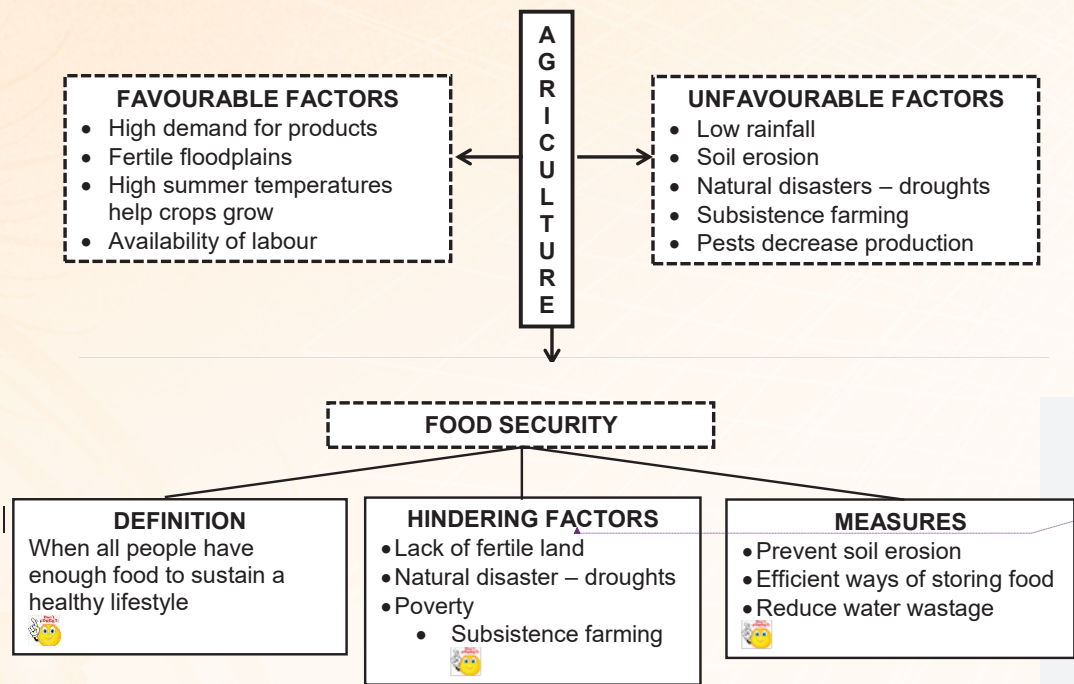 AGRICULTURE
FAVOURABLE FACTORS
• High demand for products
• Fertile floodplains
• High summer temperatures
help crops grow
• Availability of labour
UNFAVOURABLE FACTORS
• Low rainfall
• Soil erosion
• Natural disasters – droughts
• Subsistence farming
• Pests decrease production
FOOD SECURITY
DEFINITION
When all people have
enough food to sustain a
healthy lifestyle
HINDERING FACTORS
• Lack of fertile land
• Natural disaster – droughts
• Poverty
• Subsistence farming
MEASURES
• Prevent soil erosion
• Efficient ways of storing food
• Reduce water wastage